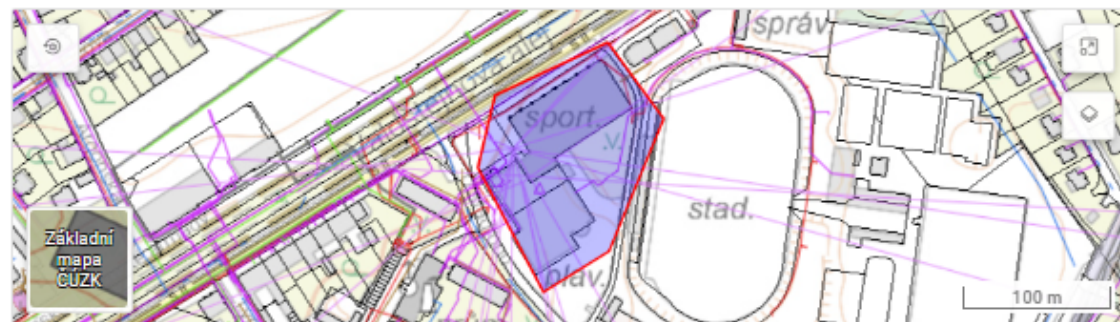 správ
sport.
stad.
Základní
mapa
ČÚZK
plav.
100 m